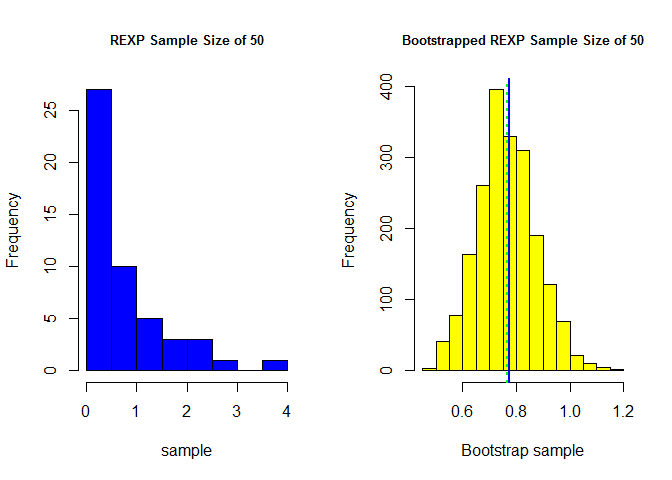 REXP Sample Size of 50
Frequency
0
5
10
15
20
25
0 1 2 3 4
sample
Bootstrapped REXP Sample Size of 50
Frequency
0
100
200
300
400
0.6 0.8 1.0 1.2
Bootstrap sample